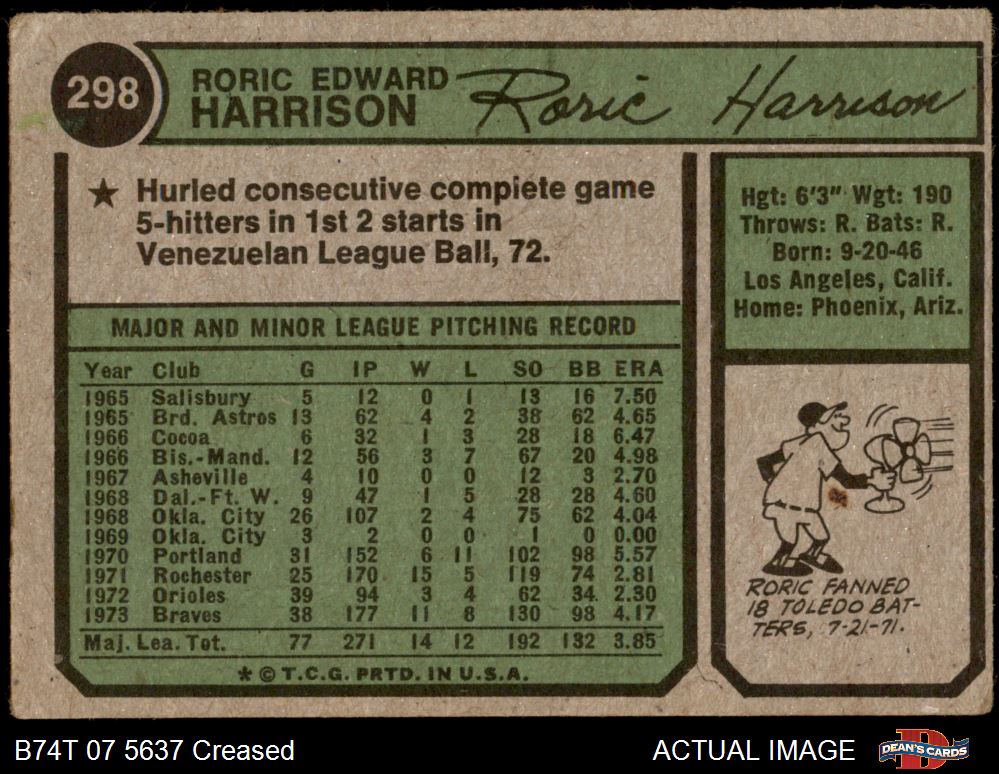 298
RORIC EDWARD
HARRISON
Roric Harrison
★ Hurled consecutive compiete game
5-hitters in 1st 2 starts in
Venezuelan League Ball, 72.
Hgt: 6'3" Wgt: 190
Throws: R. Bats: R.
Born: 9-20-46
Los Angeles, Calif.
Home: Phoenix, Ariz.
MAJOR AND MINOR LEAGUE PITCHING RECORD
Year Club G IP W L SO BB ERA
1965 Salisbury 5 12 0 1 13 16 7.50
1965 Brd. Astros 13 62 4 2 38 62 4.65
1966 Cocoa 6 32 1 3 28 18 6.47
1966 Bis.-Mand. 12 56 3 7 67 20 4.98
1967 Asheville 4 10 0 0 12 3 2.70
1968 Dal.-Ft. W. 9 47 1 5 28 28 4.60
1968 Okla. City 26 107 2 4 75 62 4.04
1969 Okla. City 3 2 0 0 1 0 0.00
1970 Portland 31 152 6 11 102 98 5.57
1971 Rochester 25 170 15 5 119 74 2.81
1972 Orioles 39 94 3 4 62 34 2.30
1973 Braves 38 177 11 8 130 98 4.17
Maj. Lea. Tot. 77 271 14 12 192 132 3.85
* © T.C.G. PRTD. IN U.S.A.
RORIC FANNED
18 TOLEDO BAT-
TERS, 7-21-71.
B74T 07 5637 Creased
ACTUAL IMAGE
DEAN'S CARDS